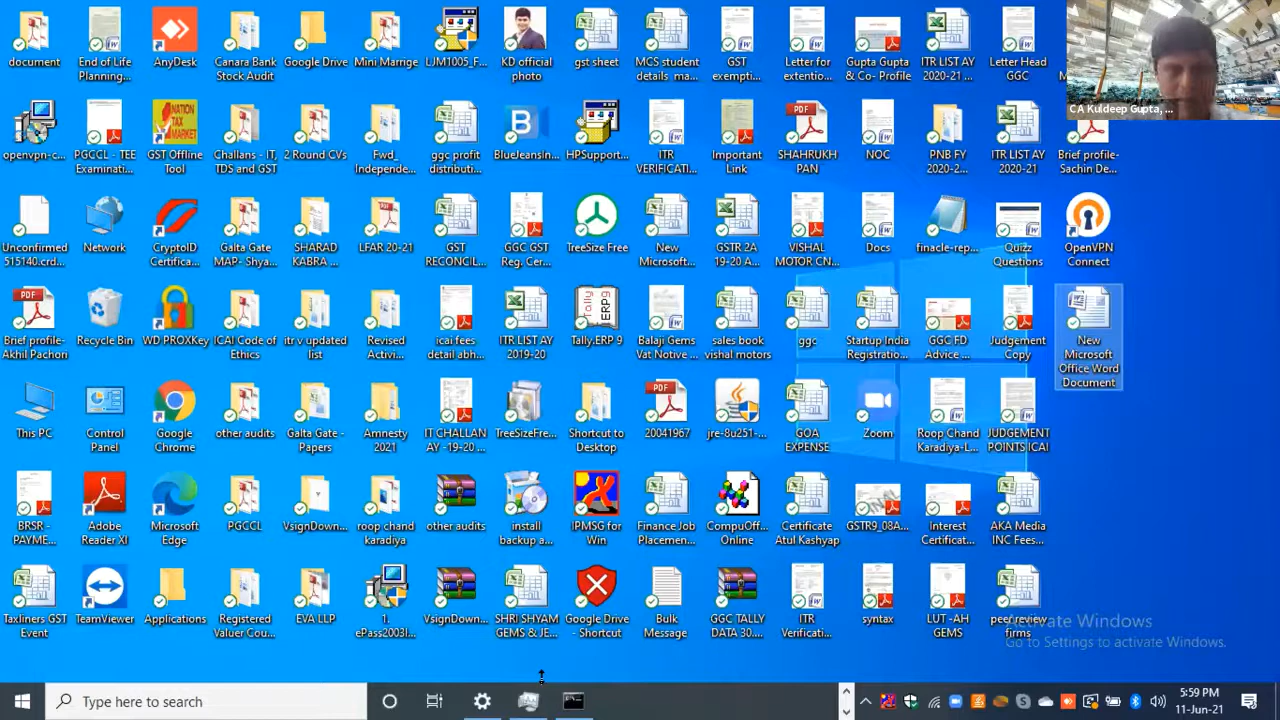 document
End of Life
Planning...
AnyDesk
Canara Bank
Stock Audit
Google Drive
Mini Marrige
LJM1005_F...
KD official
photo
gst sheet
MCS student
details ma...
GST
exempti...
Letter for
extentio...
Gupta Gupta
& Co- Profile
ITR LIST AY
2020-21 ...
Letter Head
GGC
C A Kuldeep Gupta, ...
openvpn-c...
PGCCL - TEE
Examinati...
NATION
TAX
MARKET
GST Offline
Tool
Challans - IT,
TDS and GST
2 Round CVs
Fwd_
Independe...
ggc profit
distributi...
BlueJeansIn...
HPSupport...
ITR
VERIFICATI...
Important
Link
PDF
SHAHRUKH
PAN
NOC
PNB FY
2020-2...
ITR LIST AY
2020-21
Brief profile-
Sachin De...
Unconfirmed
515140.crd...
Network
CryptoID
Certifica...
Galta Gate
MAP- Shya...
SHARAD
KABRA ...
LFAR 20-21
GST
RECONCIL...
GGC GST
Reg. Cer...
TreeSize Free
New
Microsoft...
GSTR 2A
19-20 A...
VISHAL
MOTOR CN...
Docs
finacle-rep...
Quizz
Questions
OpenVPN
Connect
PDF
Brief profile-
Akhil Pachori
Recycle Bin
WD PROXKey
ICAI Code of
Ethics
itr v updated
list
Revised
Activi...
icai fees
detail abh...
ITR LIST AY
2019-20
Tally
ERP9
Tally.ERP 9
Balaji Gems
Vat Notive ...
sales book
vishal motors
ggc
Startup India
Registratio...
GGC FD
Advice ...
Judgement
Copy
New
Microsoft
Office Word
Document
This PC
Control
Panel
Google
Chrome
other audits
Galta Gate -
Papers
Amnesty
2021
IT CHALLAN
AY -19-20 ...
TreeSizeFre...
Shortcut to
Desktop
PDF
20041967
jre-8u251-...
GOA
EXPENSE
Zoom
Roop Chand
Karadiya-L...
JUDGEMENT
POINTS ICAI
BRSR -
PAYME...
Adobe
Reader XI
Microsoft
Edge
PGCCL
VsignDown...
roop chand
karadiya
other audits
install
backup a...
IPMSG for
Win
Finance Job
Placemen...
CompuOff...
Online
Certificate
Atul Kashyap
GSTR9_08A...
Interest
Certificat...
AKA Media
INC Fees...
Taxliners GST
Event
TeamViewer
Applications
Registered
Valuer Cou...
EVA LLP
1.
ePass2003l...
VsignDown...
SHRI SHYAM
GEMS & JE...
Google Drive
- Shortcut
Bulk
Message
GGC TALLY
DATA 30....
ITR
Verificati...
syntax
LUT -AH
GEMS
peer review
firms
Activate Windows
Go to Settings to activate Windows.
Type here to search
5:59 PM
11-Jun-21